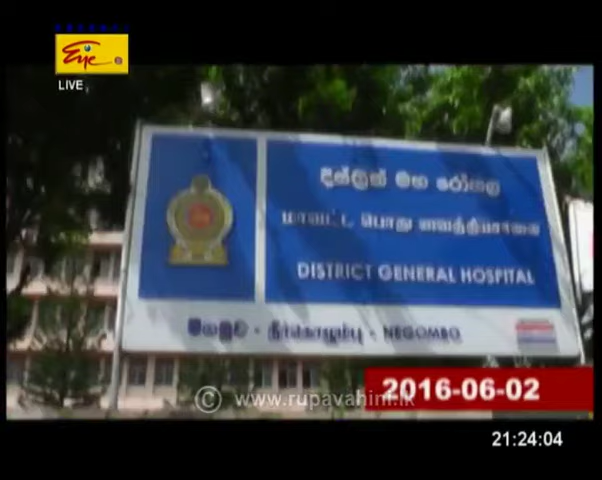 Eye
LIVE
දිස්ත්‍රික් මහ රෝහල
மாவட்ட பொது வைத்தியசாலை
DISTRICT GENERAL HOSPITAL
මීගමුව - நீர்கொழும்பு - NEGOMBO
© www.rupavahini.lk
2016-06-02
21:24:04